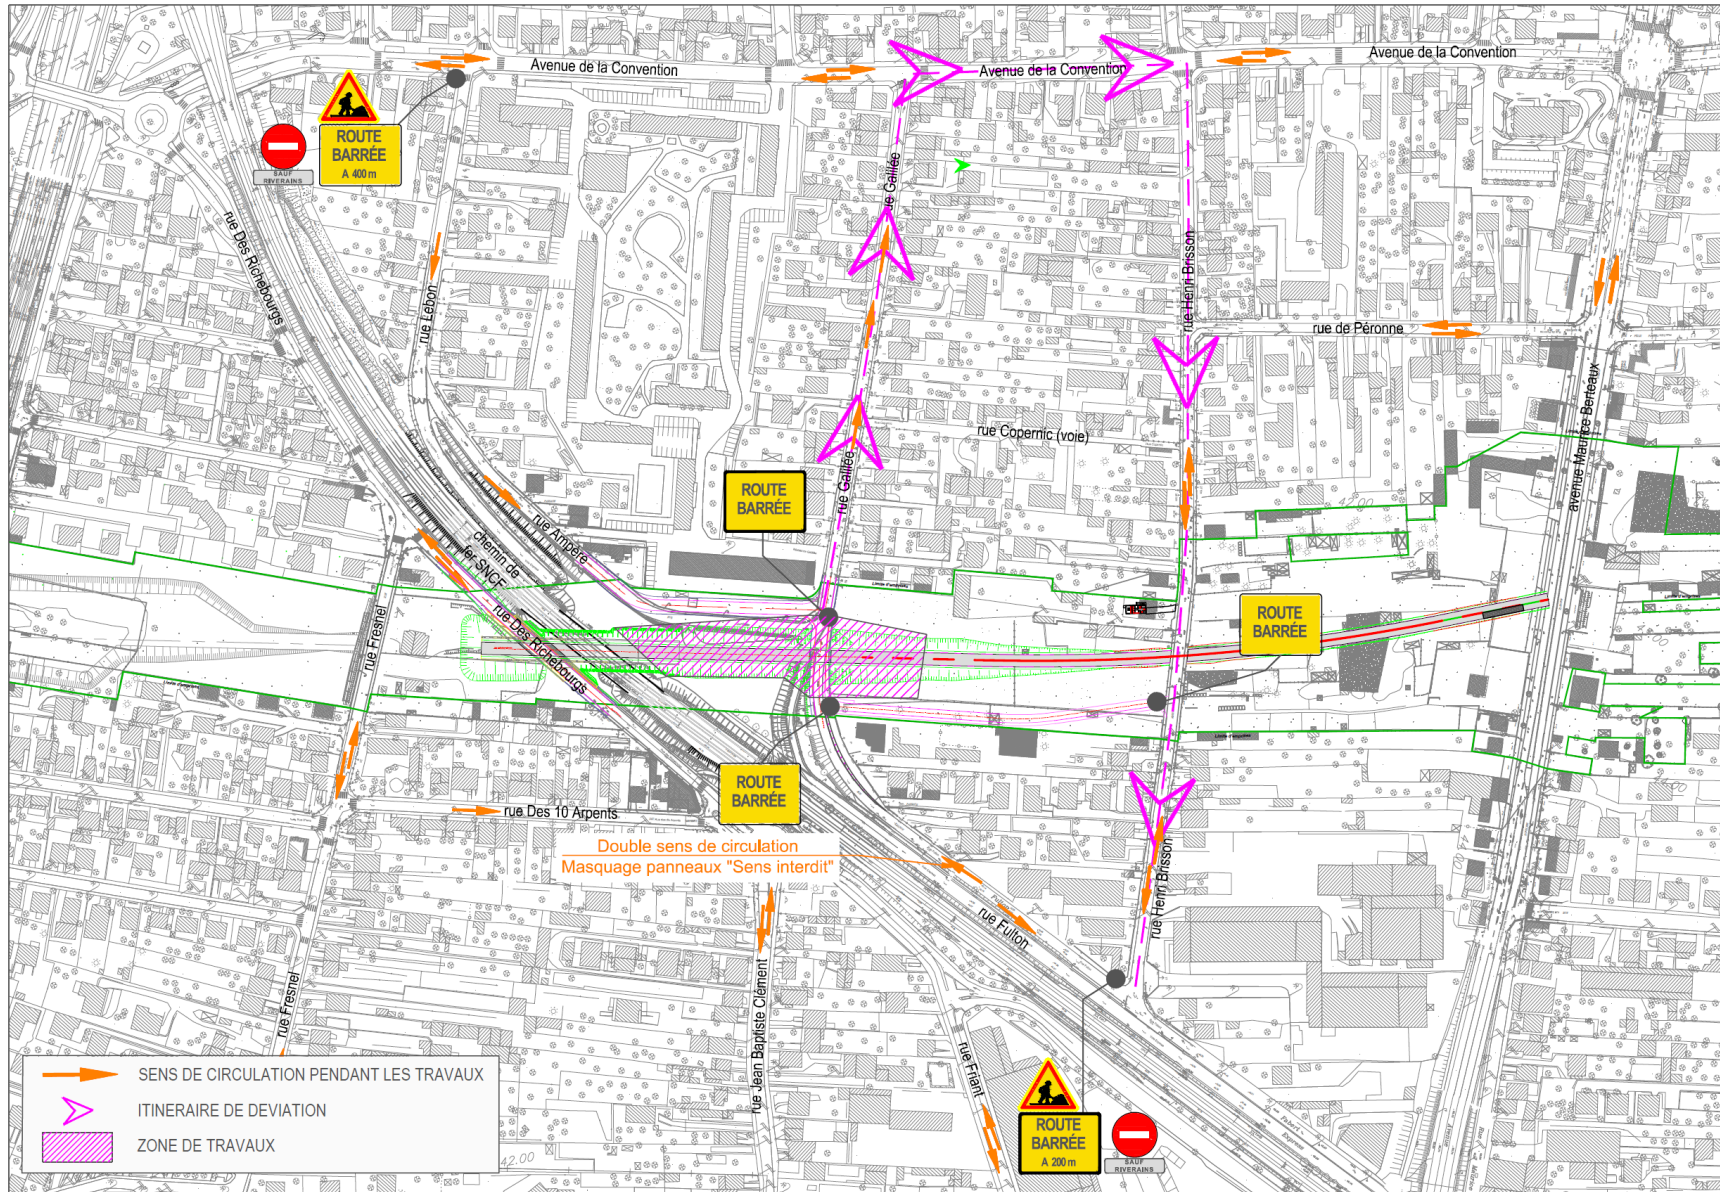 Avenue de la Convention
Avenue de la Convention
Avenue de la Convention
ROUTE
BARRÉE
A 400 m
SAUF
RIVERAINS
rue Des Richebourgs
rue Lebon
rue Galilée
rue Henri Brisson
rue de Péronne
avenue Maurice Berteaux
rue Copernic (voie)
rue Galilée
ROUTE
BARRÉE
rue Ampère
chemin de
fer SNCF
rue Des Richebourgs
rue Fresnel
ROUTE
BARRÉE
ROUTE
BARRÉE
rue Des 10 Arpents
Double sens de circulation
Masquage panneaux "Sens interdit"
rue Fulton
rue Henri Brisson
rue Jean Baptiste Clément
rue Fresnel
rue Friant
ROUTE
BARRÉE
A 200 m
SAUF
RIVERAINS
SENS DE CIRCULATION PENDANT LES TRAVAUX
ITINERAIRE DE DEVIATION
ZONE DE TRAVAUX
42.00